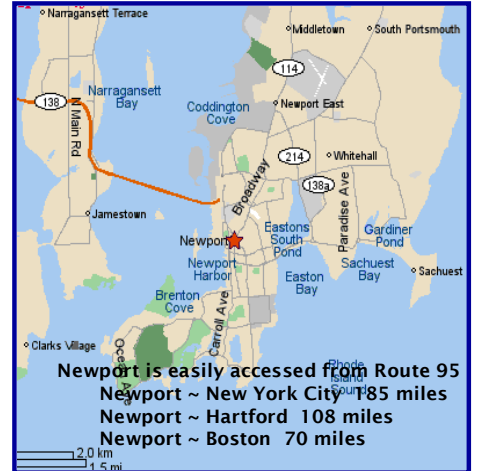 Narragansett Terrace
Middletown
South Portsmouth
114
138
Narragansett
Bay
N Main Rd
Coddington
Cove
Newport East
Broadway
214
Whitehall
138a
Paradise Ave
Jamestown
Newport
Eastons
South
Pond
Gardiner
Pond
Newport
Harbor
Easton
Bay
Sachuest
Bay
Sachuest
Brenton
Cove
Carroll Ave
Clarks Village
Ocean Ave
Rhode
Island
Sound
Newport is easily accessed from Route 95
Newport ~ New York City 185 miles
Newport ~ Hartford 108 miles
Newport ~ Boston 70 miles
2.0 km
1.5 mi